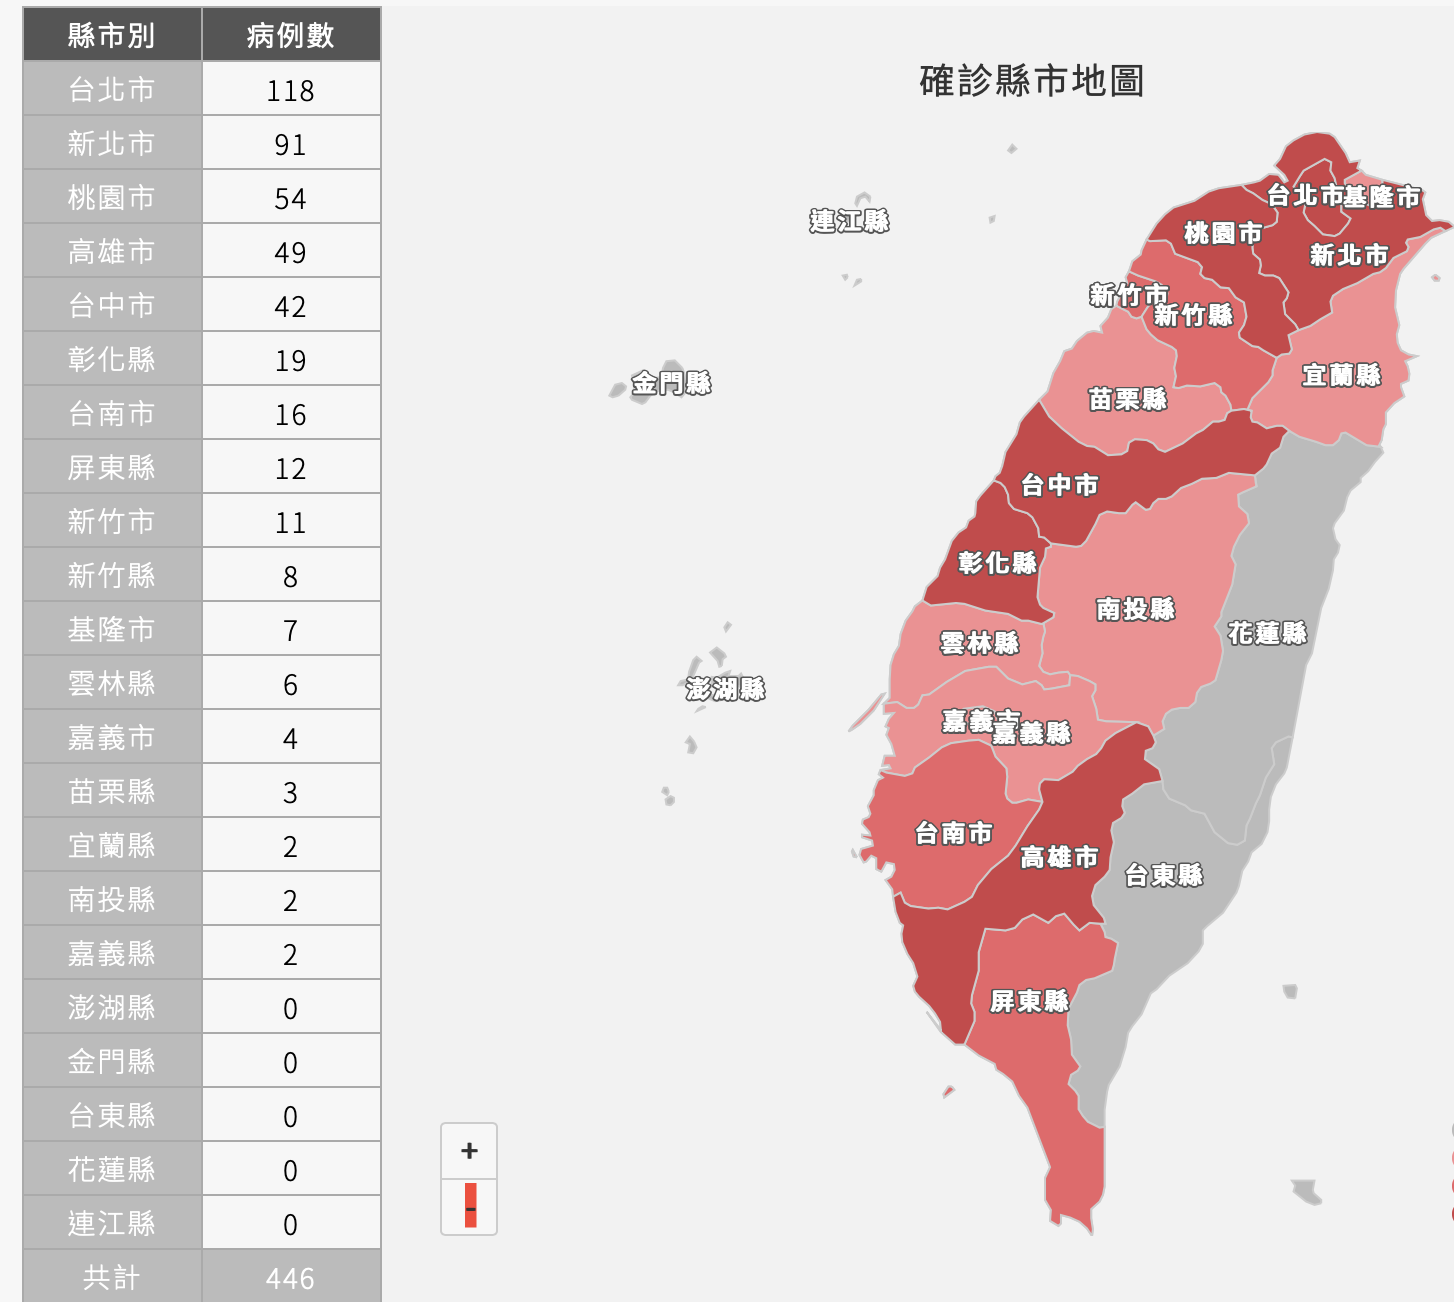 縣市別 病例數
台北市 118
新北市 91
桃園市 54
高雄市 49
台中市 42
彰化縣 19
台南市 16
屏東縣 12
新竹市 11
新竹縣 8
基隆市 7
雲林縣 6
嘉義市 4
苗栗縣 3
宜蘭縣 2
南投縣 2
嘉義縣 2
澎湖縣 0
金門縣 0
台東縣 0
花蓮縣 0
連江縣 0
共計 446
確診縣市地圖
台北市
基隆市
連江縣
桃園市
新北市
新竹市
新竹縣
宜蘭縣
金門縣
苗栗縣
台中市
彰化縣
南投縣
花蓮縣
雲林縣
澎湖縣
嘉義市
嘉義縣
台南市
高雄市
台東縣
屏東縣
+
-